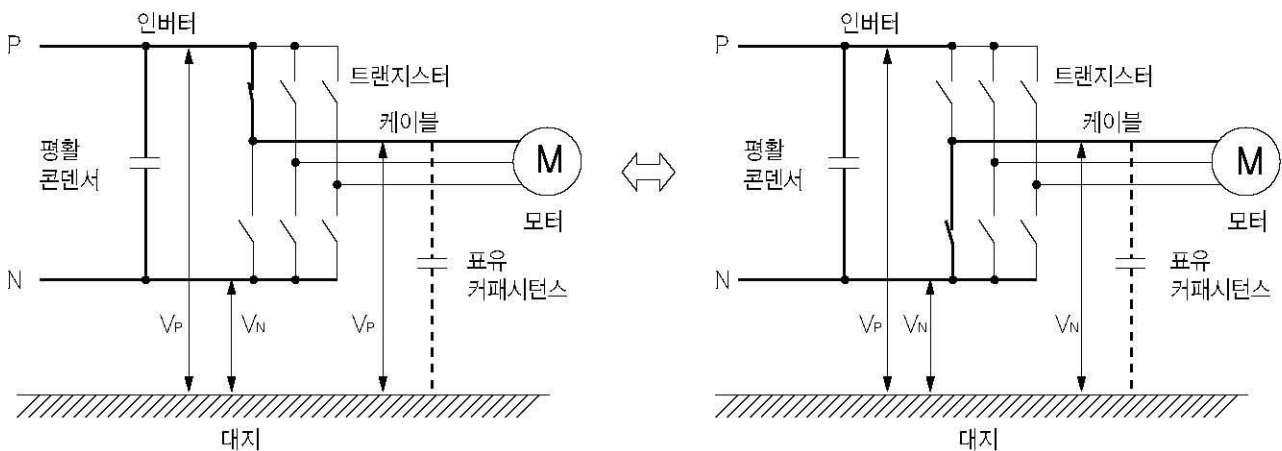 인버터
P
트랜지스터
케이블
평활
콘덴서
M
모터
N
표유
커패시턴스
VP
VN
VP
대지
인버터
P
트랜지스터
케이블
평활
콘덴서
M
모터
N
표유
커패시턴스
VP
VN
VN
대지